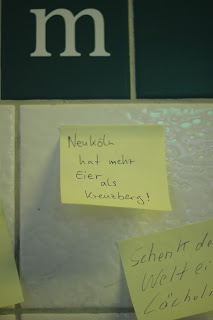 m
Neukölln
hat mehr
Eier
als
Kreuzberg!
Schenkt de
Welt ei
Lächeln